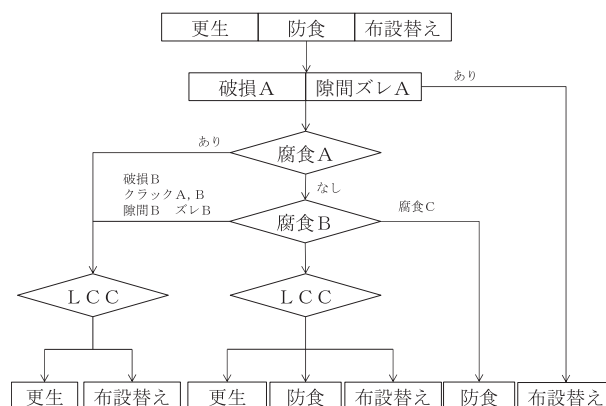 更生 防食 布設替え
破損A 隙間ズレA あり
あり 腐食A
なし
破損B
クラックA, B
隙間B ズレB
腐食B 腐食C
LCC LCC
更生 布設替え 更生 防食 布設替え 防食 布設替え